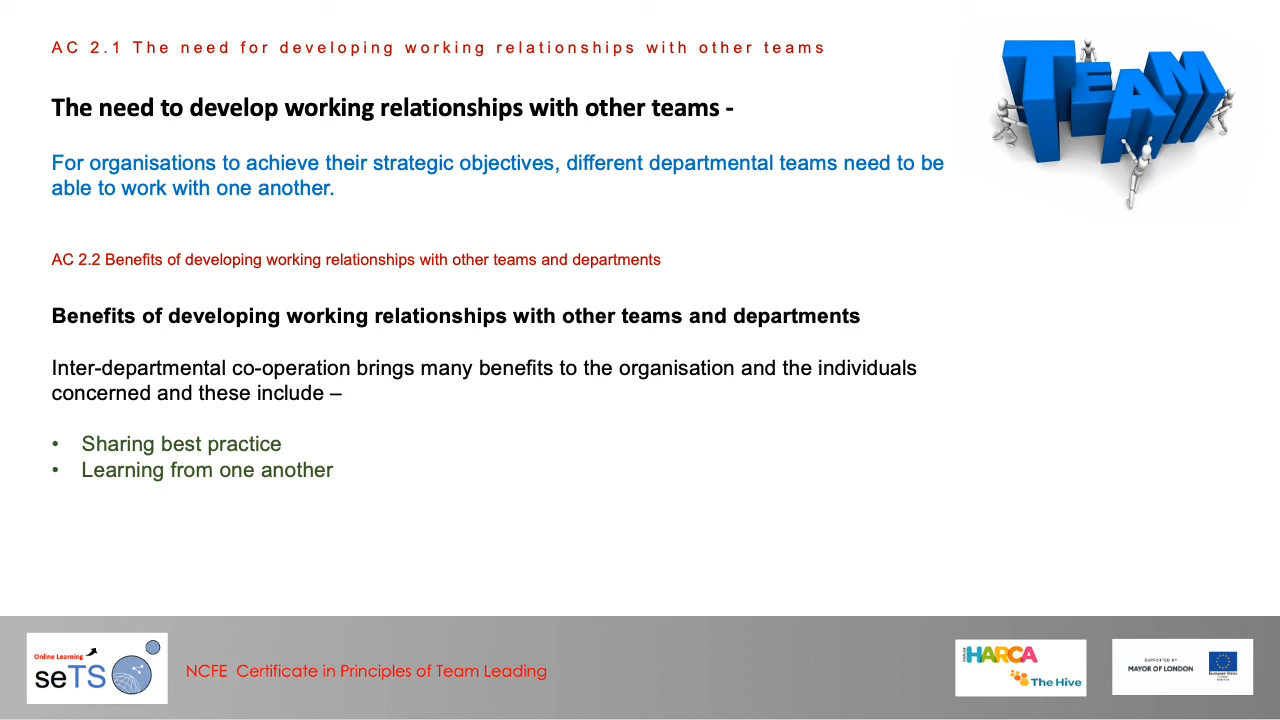 AC 2.1 The need for developing working relationships with other teams
TEAM
The need to develop working relationships with other teams -
For organisations to achieve their strategic objectives, different departmental teams need to be
able to work with one another.
AC 2.2 Benefits of developing working relationships with other teams and departments
Benefits of developing working relationships with other teams and departments
Inter-departmental co-operation brings many benefits to the organisation and the individuals
concerned and these include –
• Sharing best practice
• Learning from one another
Online Learning
seTS
NCFE Certificate in Principles of Team Leading
HARCA
The Hive
SUPPORTED BY
MAYOR OF LONDON
European Union